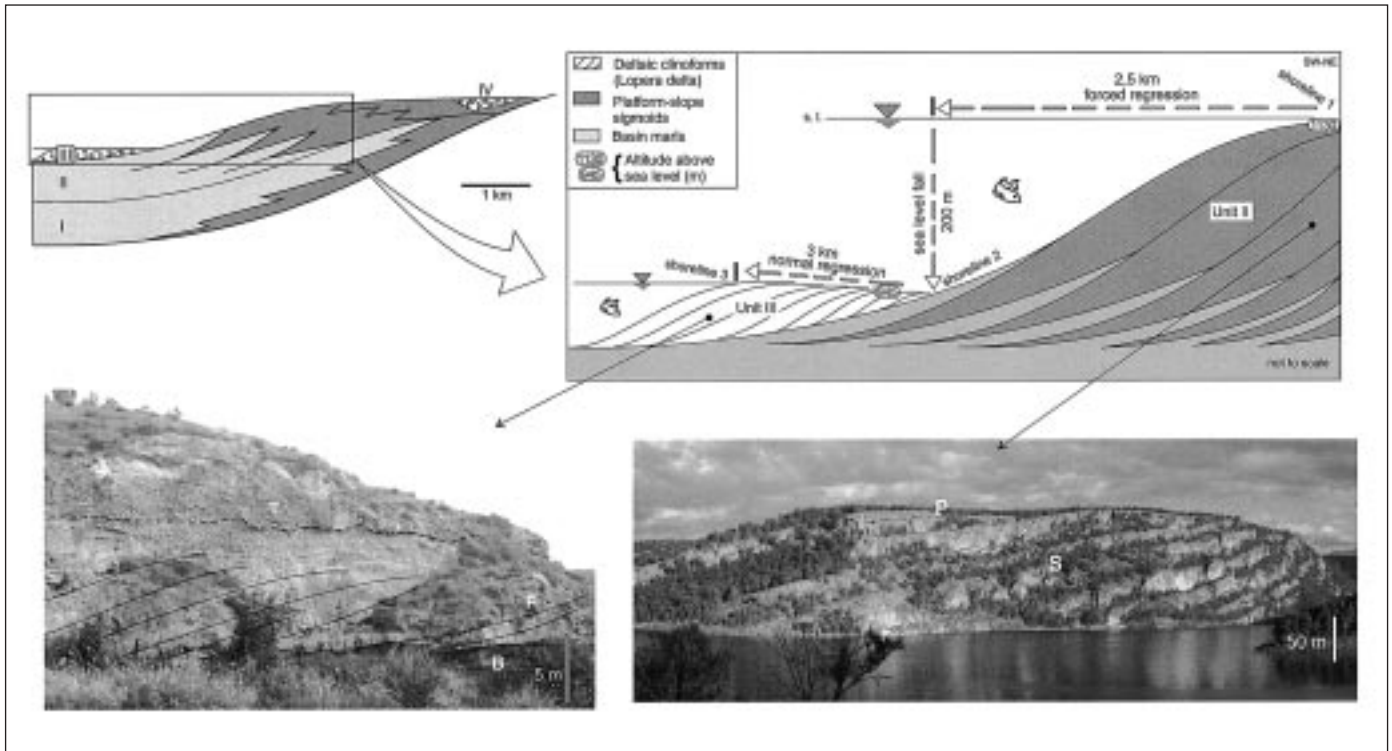 IV
III
II
I
1 km
Deltaic clinoforms
(Lopera delta)
Platform-slope
sigmoids
Basin marls
Altitude above
sea level (m)
SW-NE
shoreline 1
2,5 km
forced regression
s. l.
sea level fall
200 m
Unit II
shoreline 2
3 km
normal regression
shoreline 3
Unit III
not to scale
T
F
B
5 m
P
S
50 m